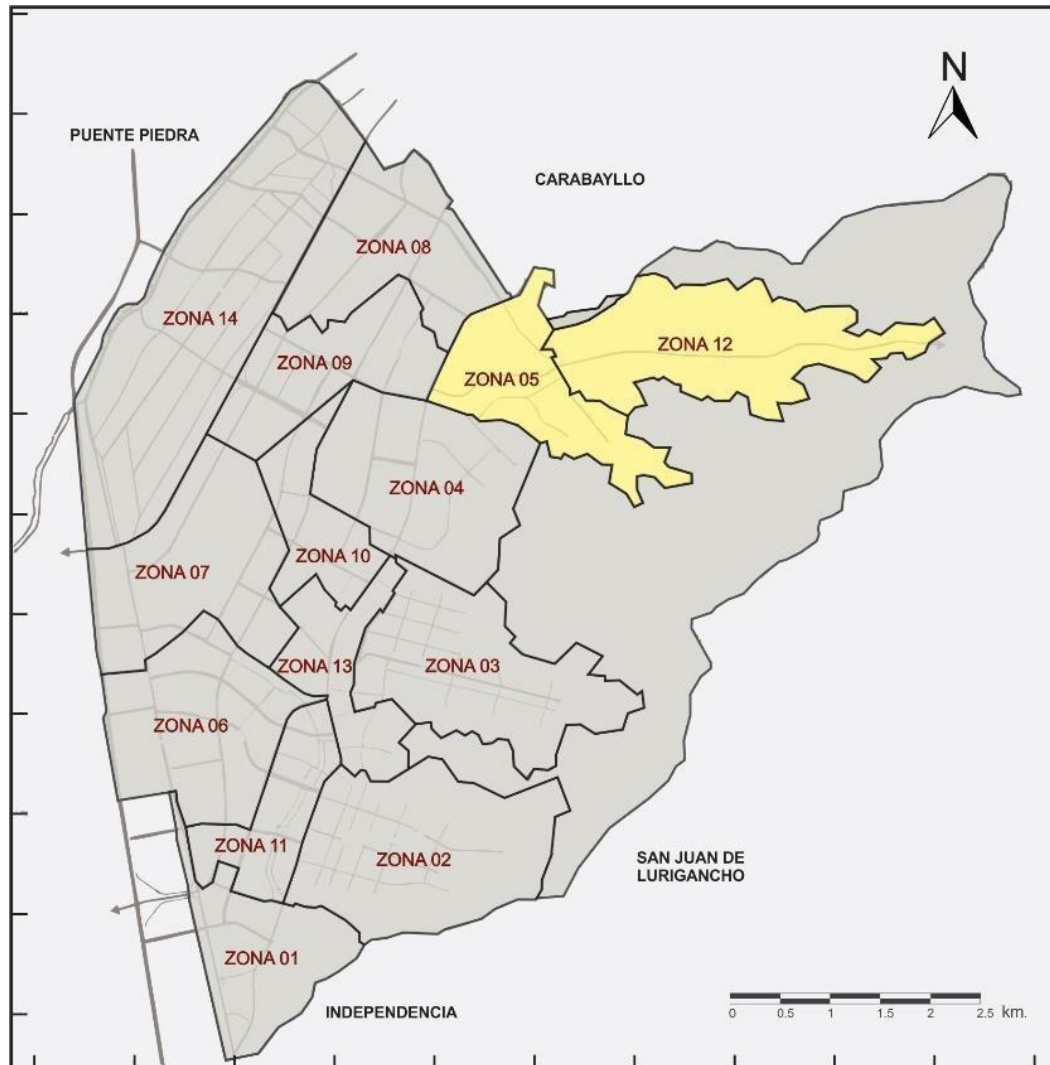 N
PUENTE PIEDRA
CARABAYLLO
ZONA 08
ZONA 14
ZONA 12
ZONA 09
ZONA 05
ZONA 04
ZONA 10
ZONA 07
ZONA 03
ZONA 13
ZONA 06
ZONA 11
ZONA 02
SAN JUAN DE
LURIGANCHO
ZONA 01
INDEPENDENCIA
0 0.5 1 1.5 2 2.5 km.